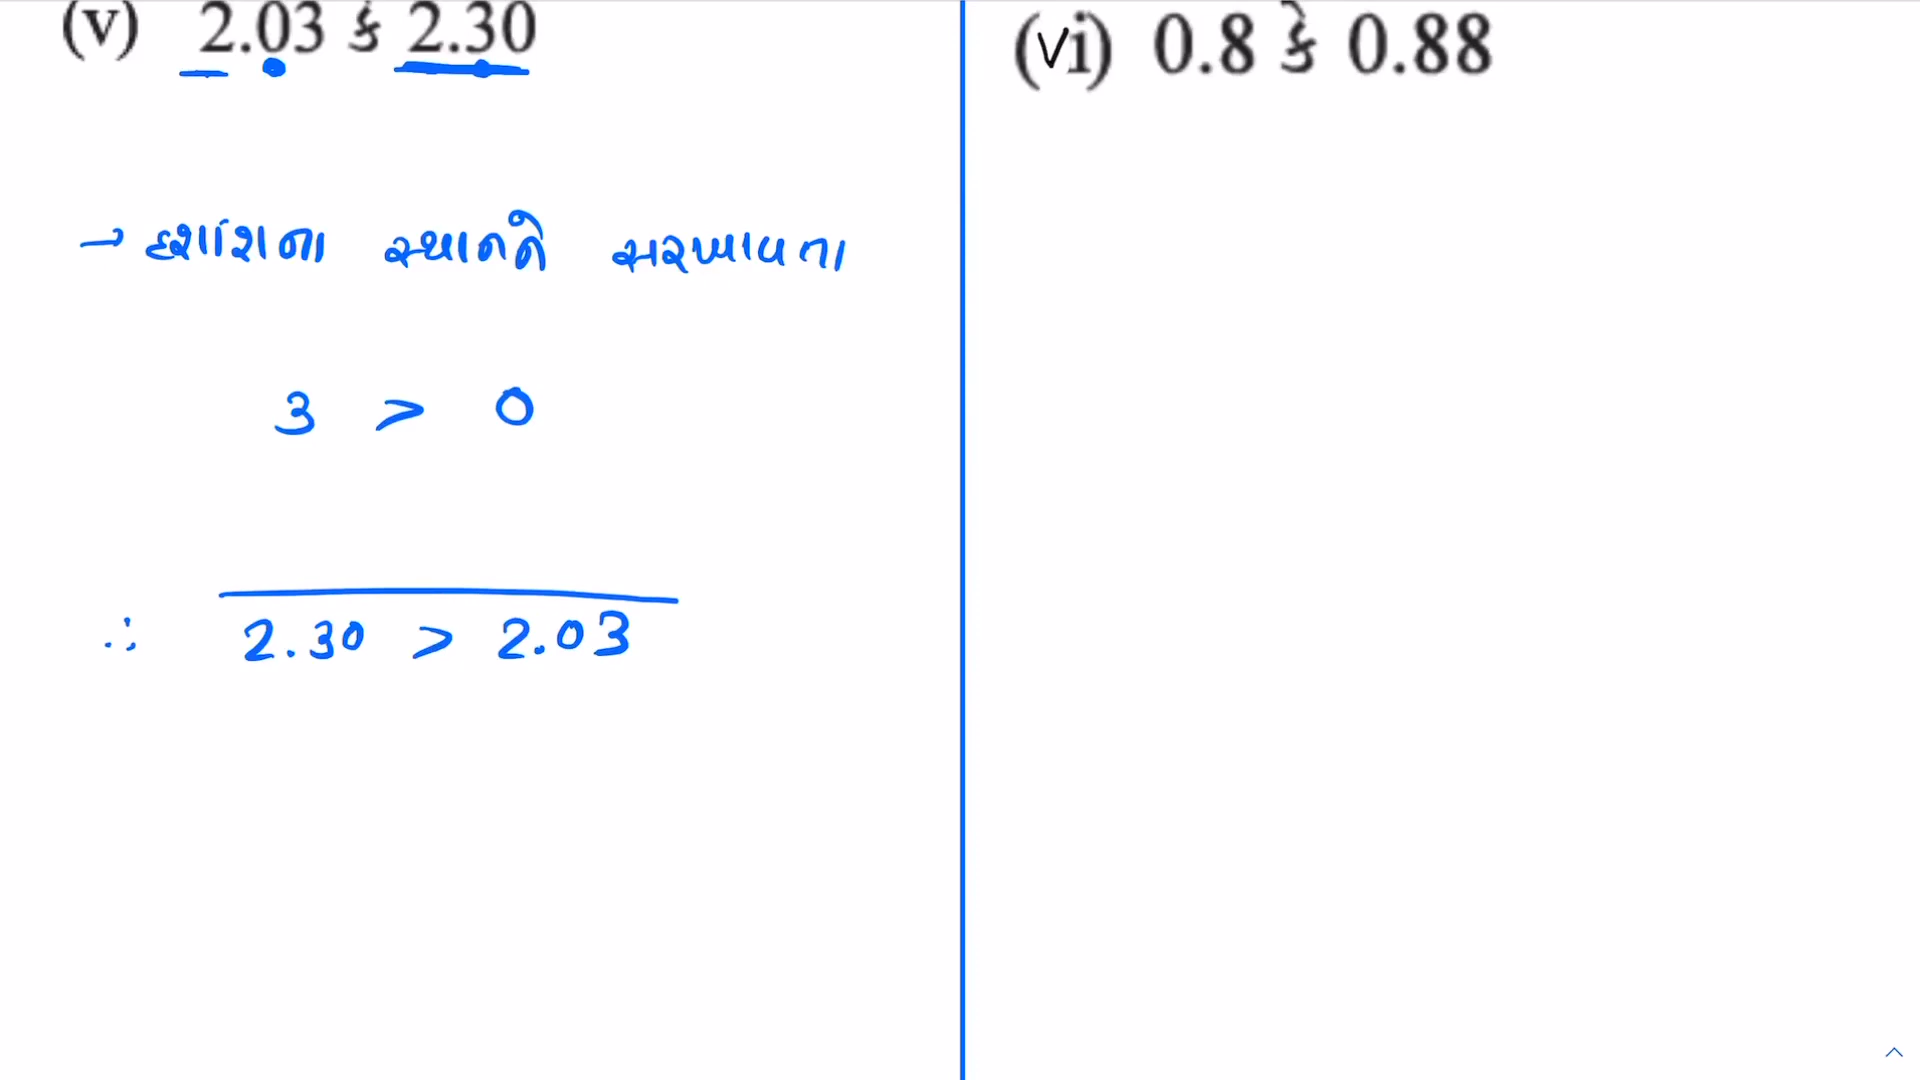 (v) 2.03 કે 2.30
→ દશાંશના સ્થાનને સરખાવતા
3 > 0
∴ 2.30 > 2.03
(vi) 0.8 કે 0.88